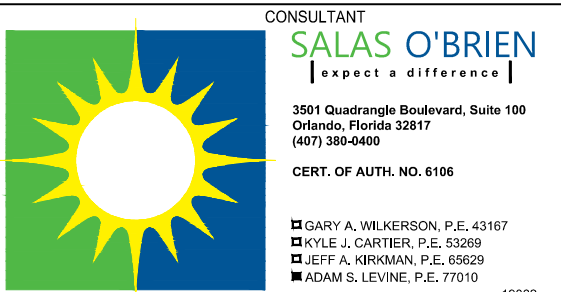 CONSULTANT
SALAS O'BRIEN
expect a difference
3501 Quadrangle Boulevard, Suite 100
Orlando, Florida 32817
(407) 380-0400
CERT. OF AUTH. NO. 6106
GARY A. WILKERSON, P.E. 43167
KYLE J. CARTIER, P.E. 53269
JEFF A. KIRKMAN, P.E. 65629
ADAM S. LEVINE, P.E. 77010